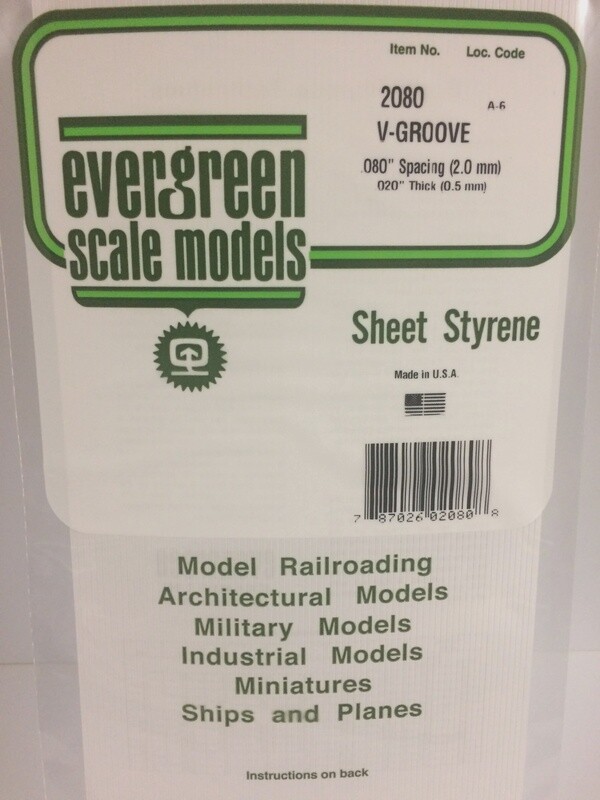 Item No. Loc. Code
2080 A-6
V-GROOVE
.080" Spacing (2.0 mm)
020" Thick (0.5 mm)
evergreen
scale models
Sheet Styrene
Made in U.S.A.
7 87026 02080 8
Model Railroading
Architectural Models
Military Models
Industrial Models
Miniatures
Ships and Planes
Instructions on back